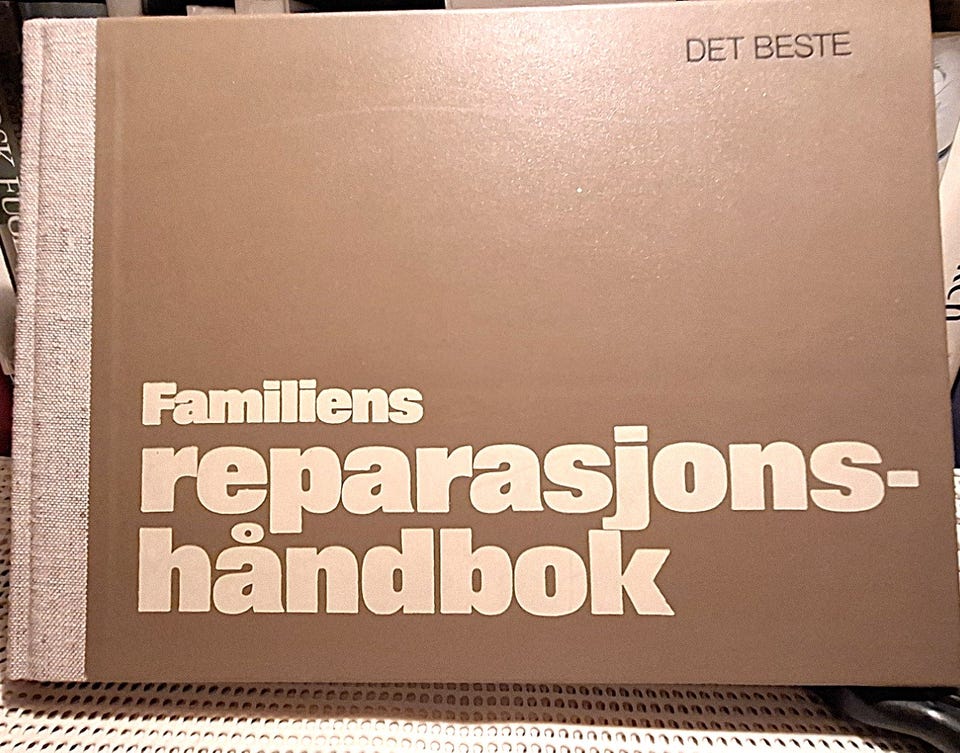 DET BESTE
Familiens
reparasjons-
håndbok